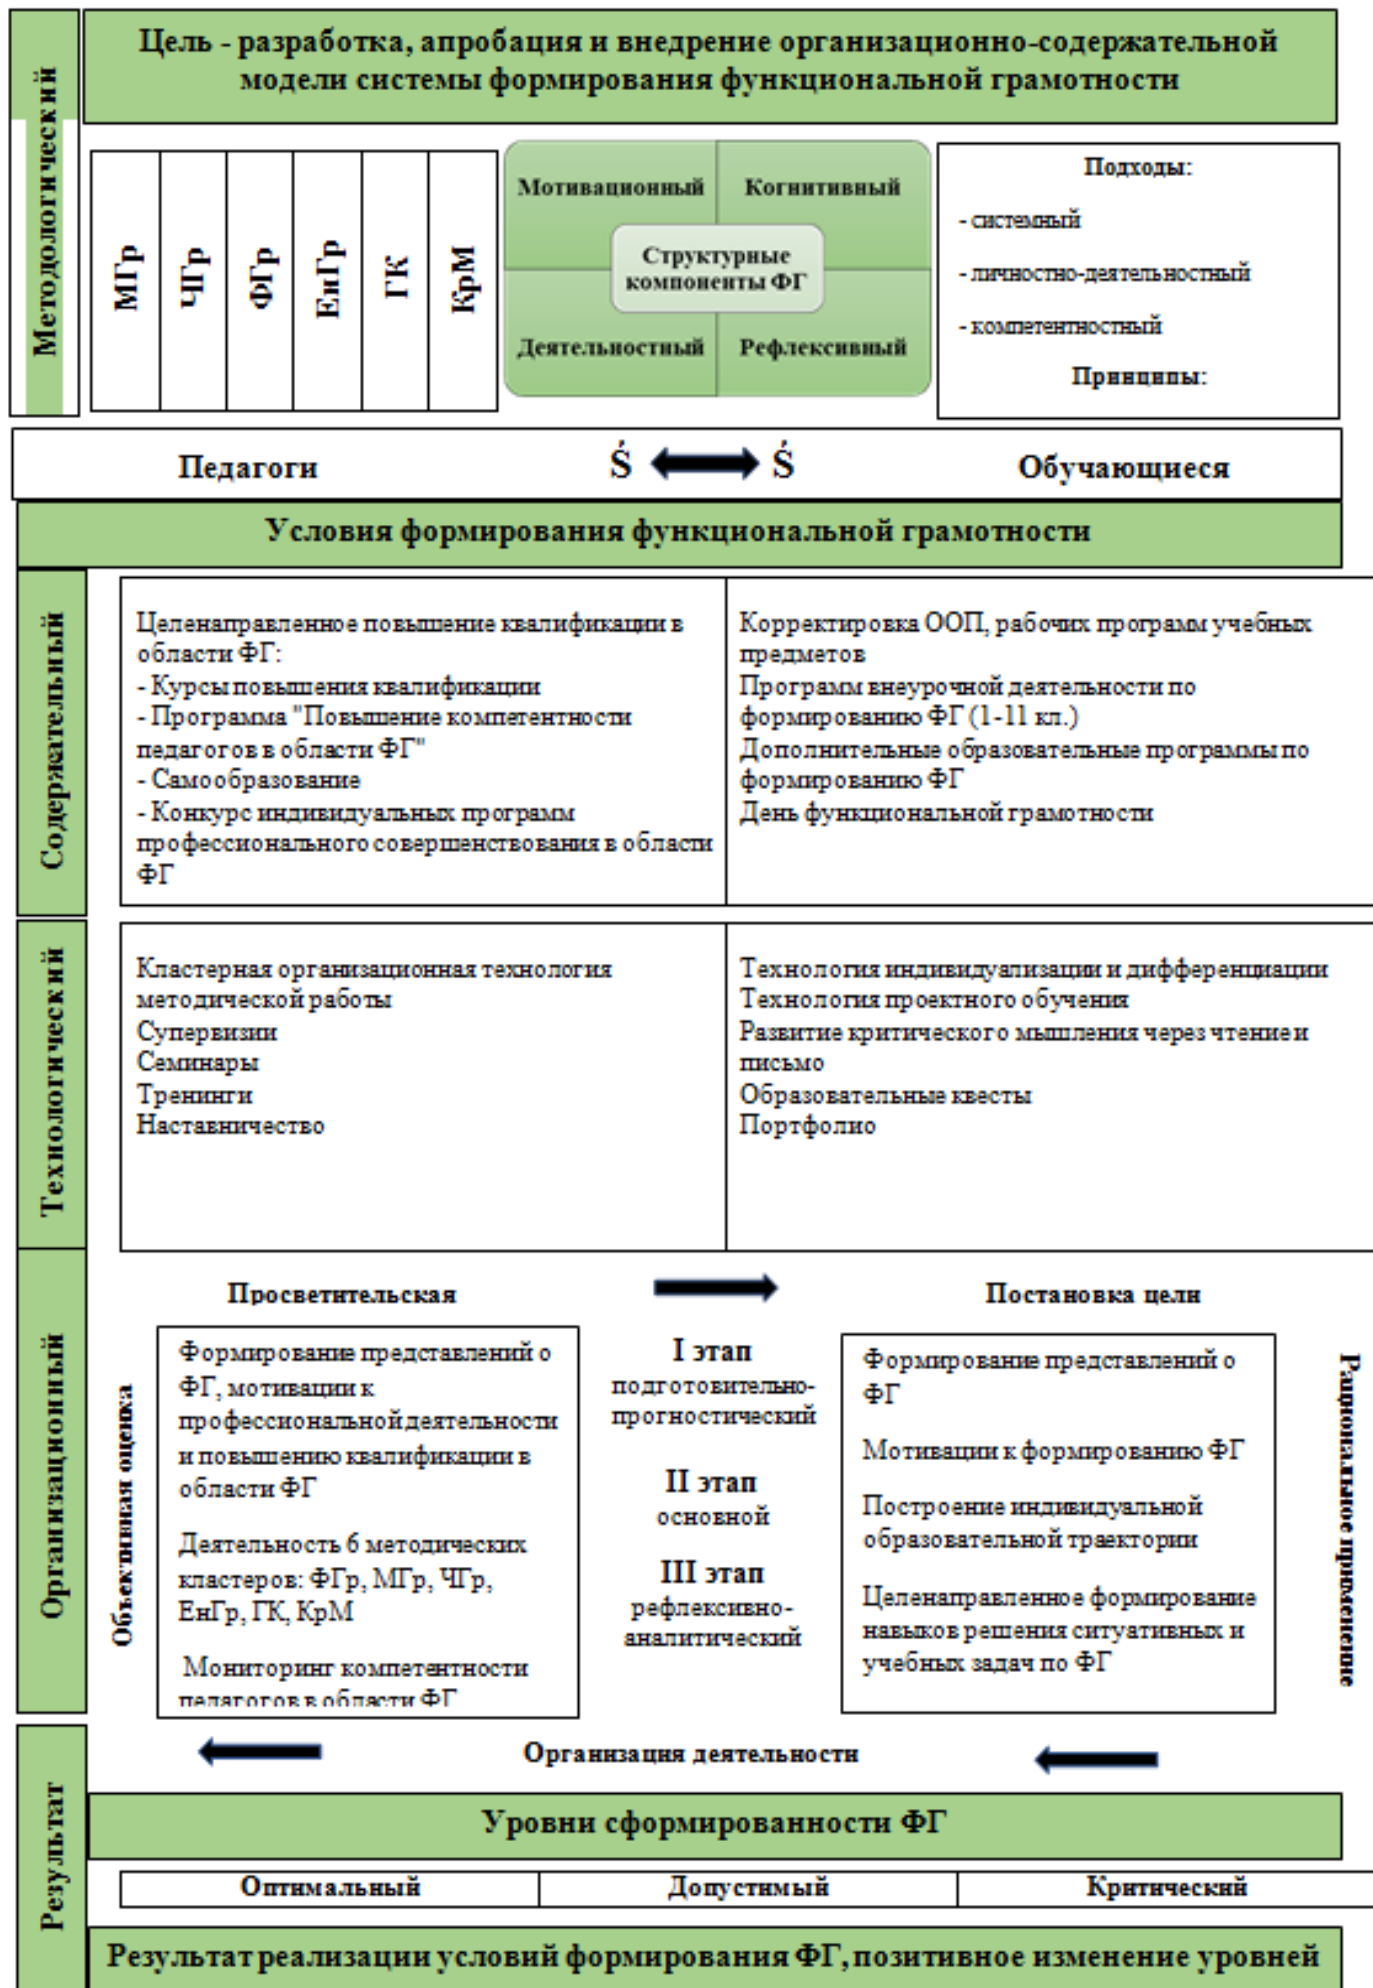 Цель - разработка, апробация и внедрение организационно-содержательной
модели системы формирования функциональной грамотности
Методологический
МГр
ЧГр
ФГр
ЕнГр
ГК
КрМ
Мотивационный
Когнитивный
Структурные
компоненты ФГ
Деятельностный
Рефлексивный
Подходы:
- системный
- личностно-деятельностный
- компетентностный
Принципы:
Педагоги
Ṡ
Ṡ
Обучающиеся
Условия формирования функциональной грамотности
Содержательный
Целенаправленное повышение квалификации в
области ФГ:
- Курсы повышения квалификации
- Программа "Повышение компетентности
педагогов в области ФГ"
- Самообразование
- Конкурс индивидуальных программ
профессионального совершенствования в области
ФГ
Корректировка ООП, рабочих программ учебных
предметов
Программ внеурочной деятельности по
формированию ФГ (1-11 кл.)
Дополнительные образовательные программы по
формированию ФГ
День функциональной грамотности
Технологический
Кластерная организационная технология
методической работы
Супервизии
Семинары
Тренинги
Наставничество
Технология индивидуализации и дифференциации
Технология проектного обучения
Развитие критического мышления через чтение и
письмо
Образовательные квесты
Портфолио
Организационный
Просветительская
Постановка цели
Объективная оценка
Формирование представлений о
ФГ, мотивации к
профессиональной деятельности
и повышению квалификации в
области ФГ
Деятельность 6 методических
кластеров: ФГр, МГр, ЧГр,
ЕнГр, ГК, КрМ
Мониторинг компетентности
педагогов в области ФГ
I этап
подготовительно-
прогностический
II этап
основной
III этап
рефлексивно-
аналитический
Формирование представлений о
ФГ
Мотивации к формированию ФГ
Построение индивидуальной
образовательной траектории
Целенаправленное формирование
навыков решения ситуативных и
учебных задач по ФГ
Рациональное применение
Организация деятельности
Результат
Уровни сформированности ФГ
Оптимальный
Допустимый
Критический
Результат реализации условий формирования ФГ, позитивное изменение уровней